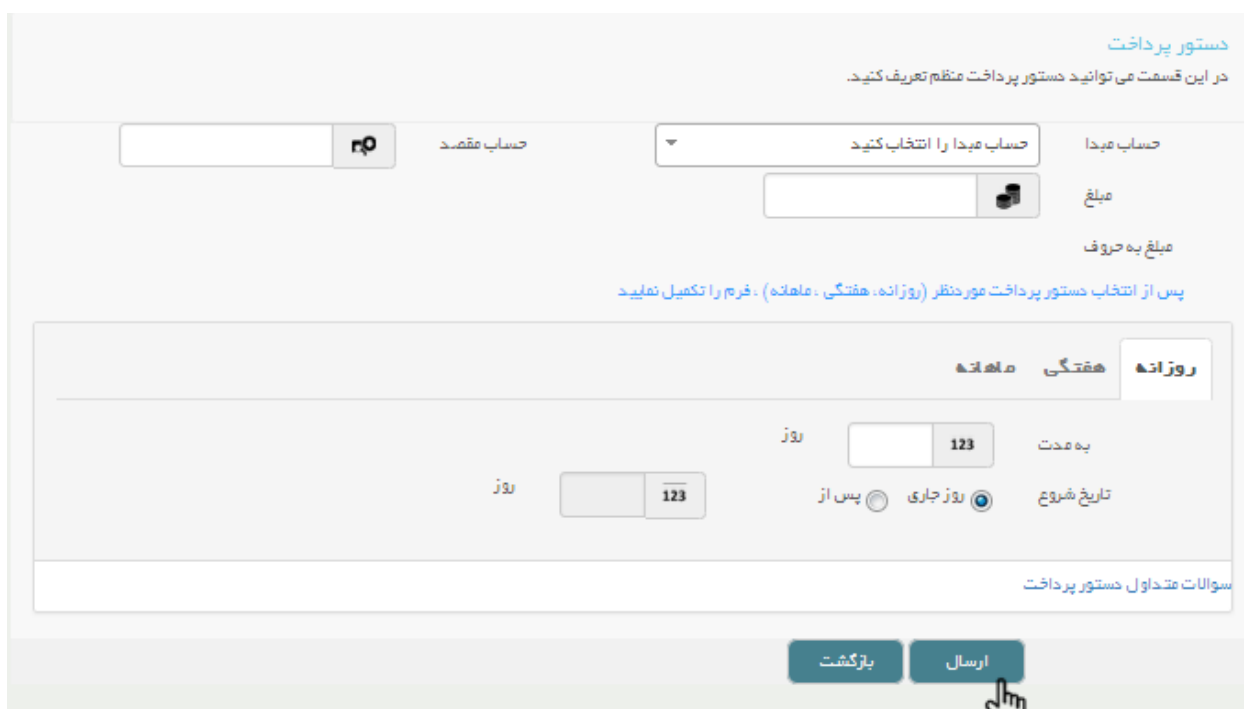 دستور پرداخت
در این قسمت می توانید دستور پرداخت منظم تعریف کنید.
حساب مبدا حساب مبدا را انتخاب کنید حساب مقصد
مبلغ
مبلغ به حروف
پس از انتخاب دستور پرداخت موردنظر (روزانه، هفتگی ، ماهانه) ، فرم را تکمیل نمایید
روزانه هفتگی ماهانه
به مدت 123 روز
تاریخ شروع روز جاری پس از 123 روز
سوالات متداول دستور پرداخت
ارسال بازگشت